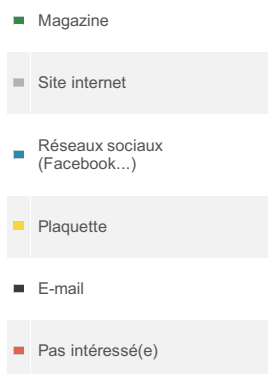 Magazine
Site internet
Réseaux sociaux
(Facebook...)
Plaquette
E-mail
Pas intéressé(e)